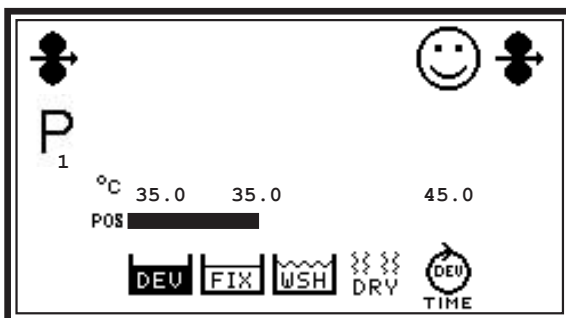 P
1
°C 35.0 35.0 45.0
POS
DEV FIX WSH DRY DEV
TIME